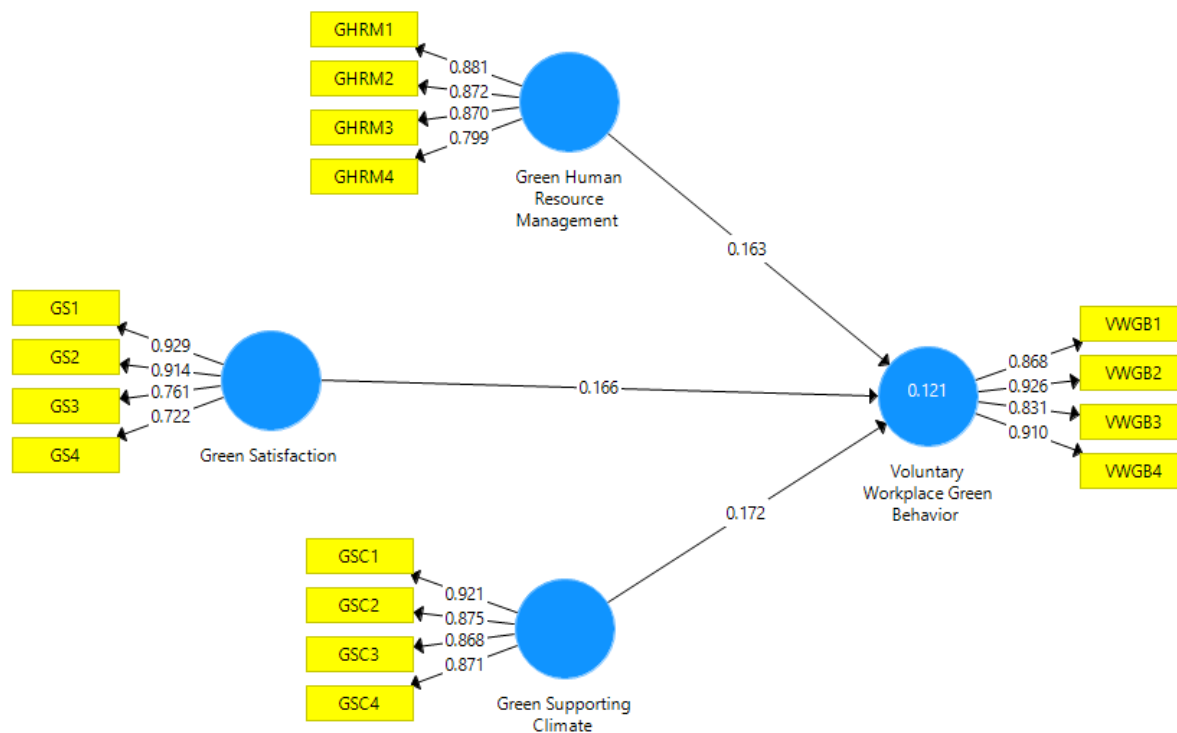 GHRM1
GHRM2
GHRM3
GHRM4
0.881
0.872
0.870
0.799
Green Human
Resource
Management
0.163
GS1
GS2
GS3
GS4
0.929
0.914
0.761
0.722
Green Satisfaction
0.166
0.121
Voluntary
Workplace Green
Behavior
0.868
0.926
0.831
0.910
VWGB1
VWGB2
VWGB3
VWGB4
0.172
GSC1
GSC2
GSC3
GSC4
0.921
0.875
0.868
0.871
Green Supporting
Climate